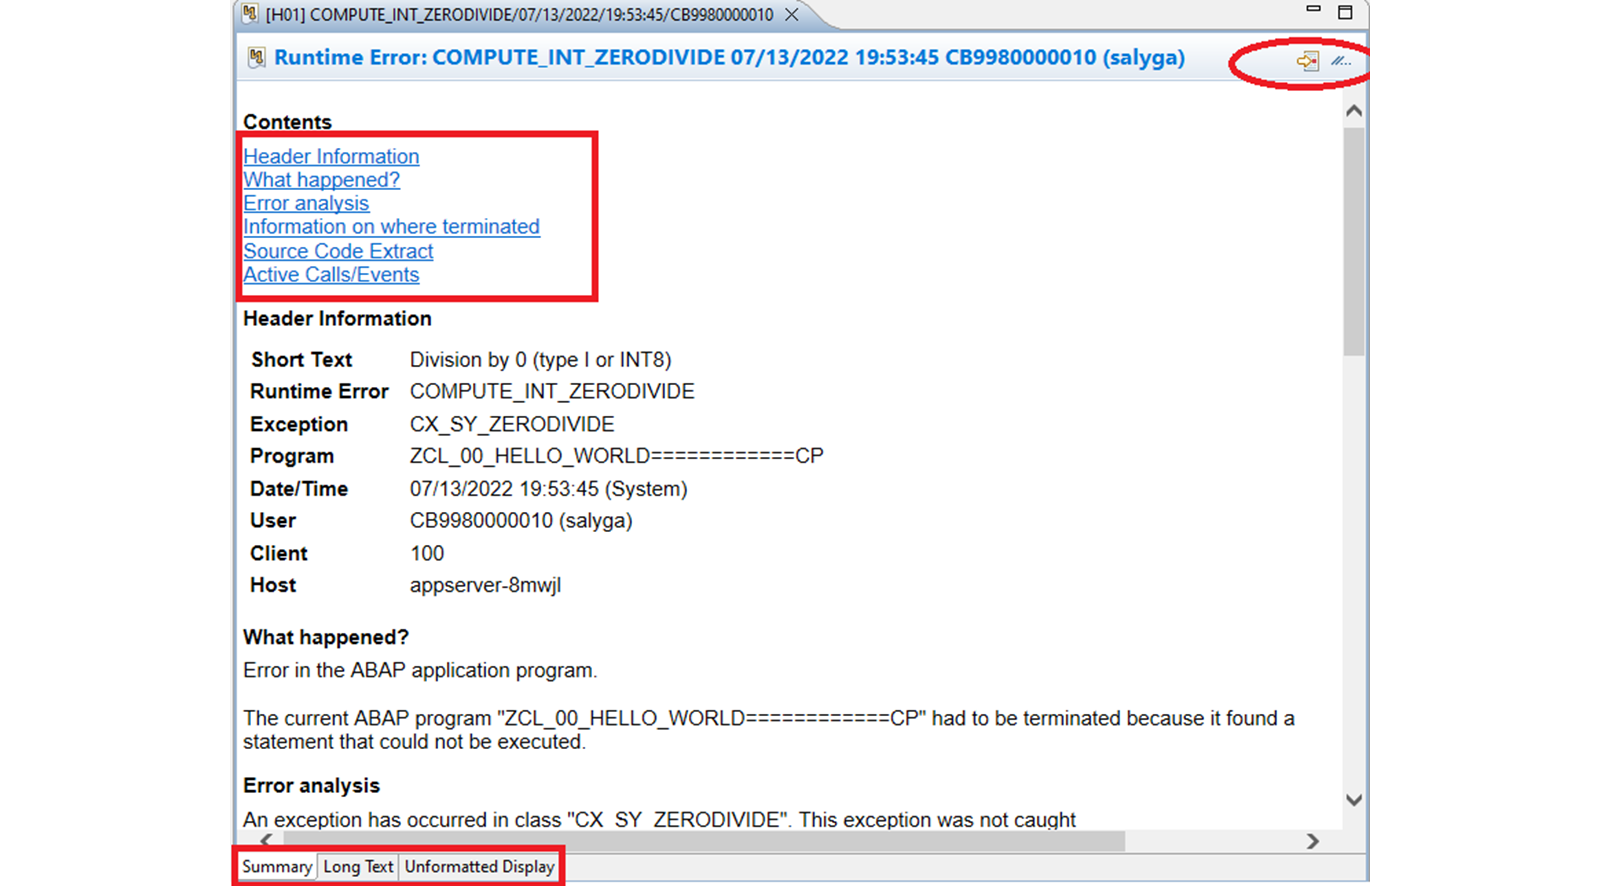 [H01] COMPUTE_INT_ZERODIVIDE/07/13/2022/19:53:45/CB9980000010
Runtime Error: COMPUTE_INT_ZERODIVIDE 07/13/2022 19:53:45 CB9980000010 (salyga)
Contents
Header Information
What happened?
Error analysis
Information on where terminated
Source Code Extract
Active Calls/Events
Header Information
Short Text Division by 0 (type I or INT8)
Runtime Error COMPUTE_INT_ZERODIVIDE
Exception CX_SY_ZERODIVIDE
Program ZCL_00_HELLO_WORLD============CP
Date/Time 07/13/2022 19:53:45 (System)
User CB9980000010 (salyga)
Client 100
Host appserver-8mwjl
What happened?
Error in the ABAP application program.
The current ABAP program "ZCL_00_HELLO_WORLD============CP" had to be terminated because it found a
statement that could not be executed.
Error analysis
An exception has occurred in class "CX_SY_ZERODIVIDE". This exception was not caught
Summary Long Text Unformatted Display